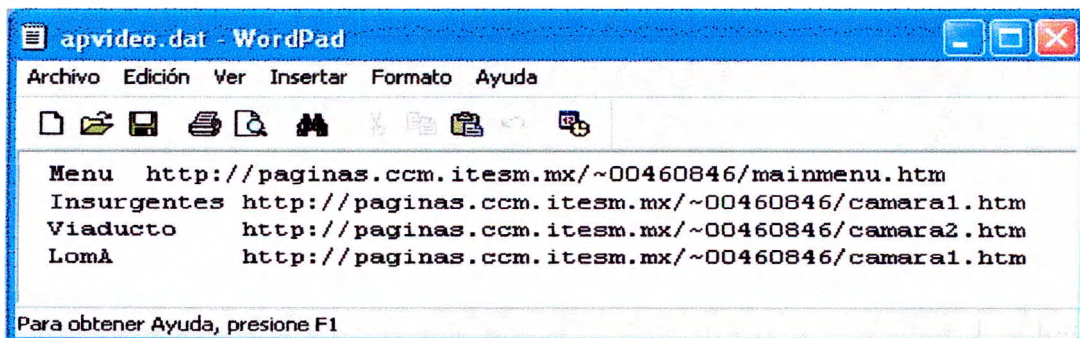 apvideo.dat - WordPad
Archivo Edición Ver Insertar Formato Ayuda
Menu http://paginas.ccm.itesm.mx/~00460846/mainmenu.htm
Insurgentes http://paginas.ccm.itesm.mx/~00460846/camara1.htm
Viaducto http://paginas.ccm.itesm.mx/~00460846/camara2.htm
LomA http://paginas.ccm.itesm.mx/~00460846/camara1.htm
Para obtener Ayuda, presione F1